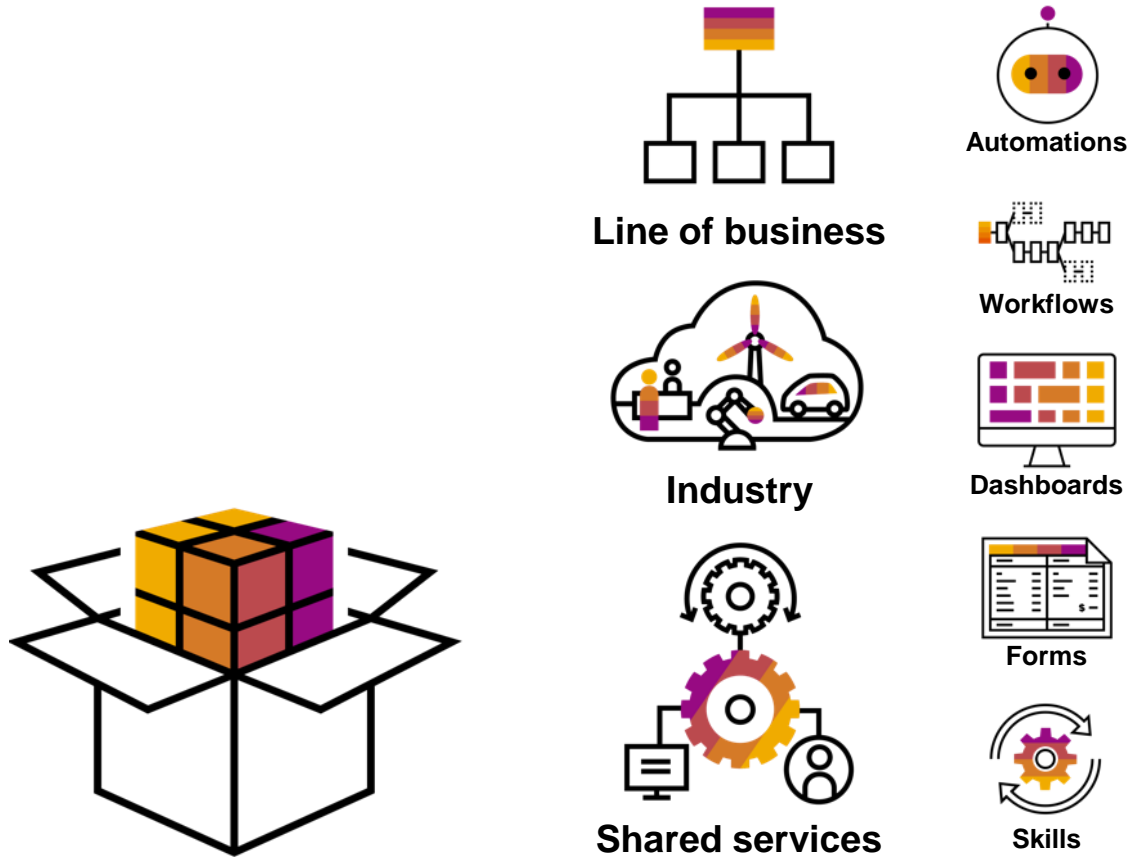 Line of business
Industry
Shared services
Automations
Workflows
Dashboards
$
Forms
Skills